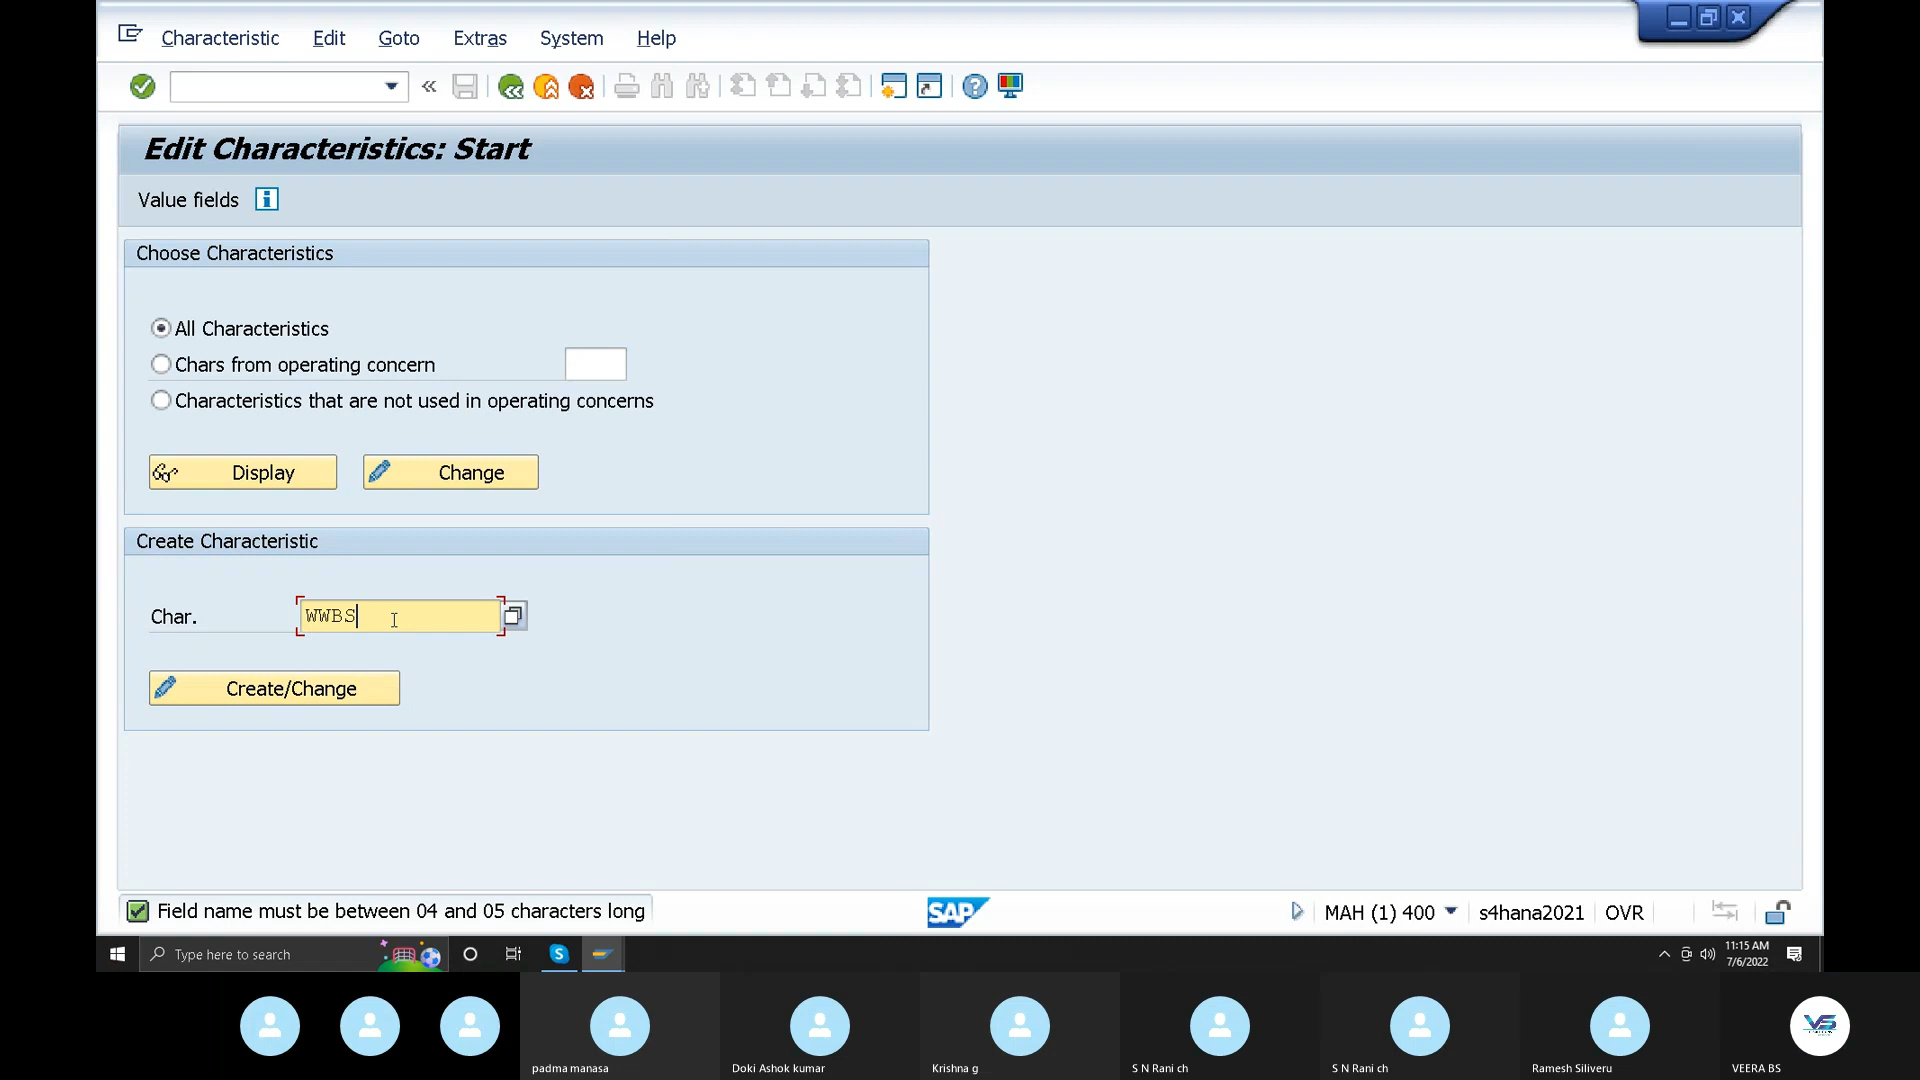 Characteristic Edit Goto Extras System Help
Edit Characteristics: Start
Value fields
Choose Characteristics
All Characteristics
Chars from operating concern
Characteristics that are not used in operating concerns
Display Change
Create Characteristic
Char. WWBS
Create/Change
Field name must be between 04 and 05 characters long
SAP
MAH (1) 400
s4hana2021
OVR
Type here to search
11:15 AM
7/6/2022
padma manasa
Doki Ashok kumar
Krishna g
S N Rani ch
S N Rani ch
Ramesh Siliveru
VS
VEERA BS